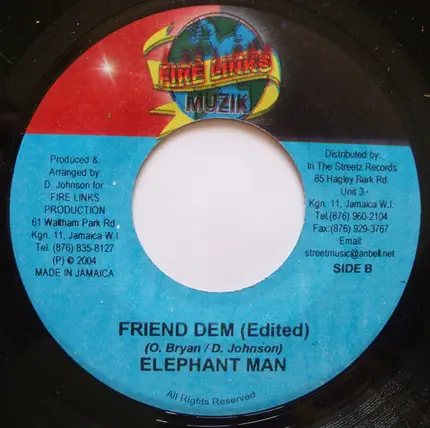 FIRE LINKS
MUZIK
Produced &
Arranged by
D. Johnson for
FIRE LINKS
PRODUCTION
61 Waltham Park Rd.
Kgn. 11, Jamaica W.I
Tel. (876) 835-8127
(P) © 2004
MADE IN JAMAICA
Distributed by:
In The Streetz Records
85 Hagley Park Rd.
Unit 3
Kgn. 11, Jamaica W.I.
Tel.(876) 960-2104
Fax:(876) 929-3767
Email
streetmusic@anbell.net
SIDE B
FRIEND DEM (Edited)
(O. Bryan / D. Johnson)
ELEPHANT MAN
All Rights Reserved